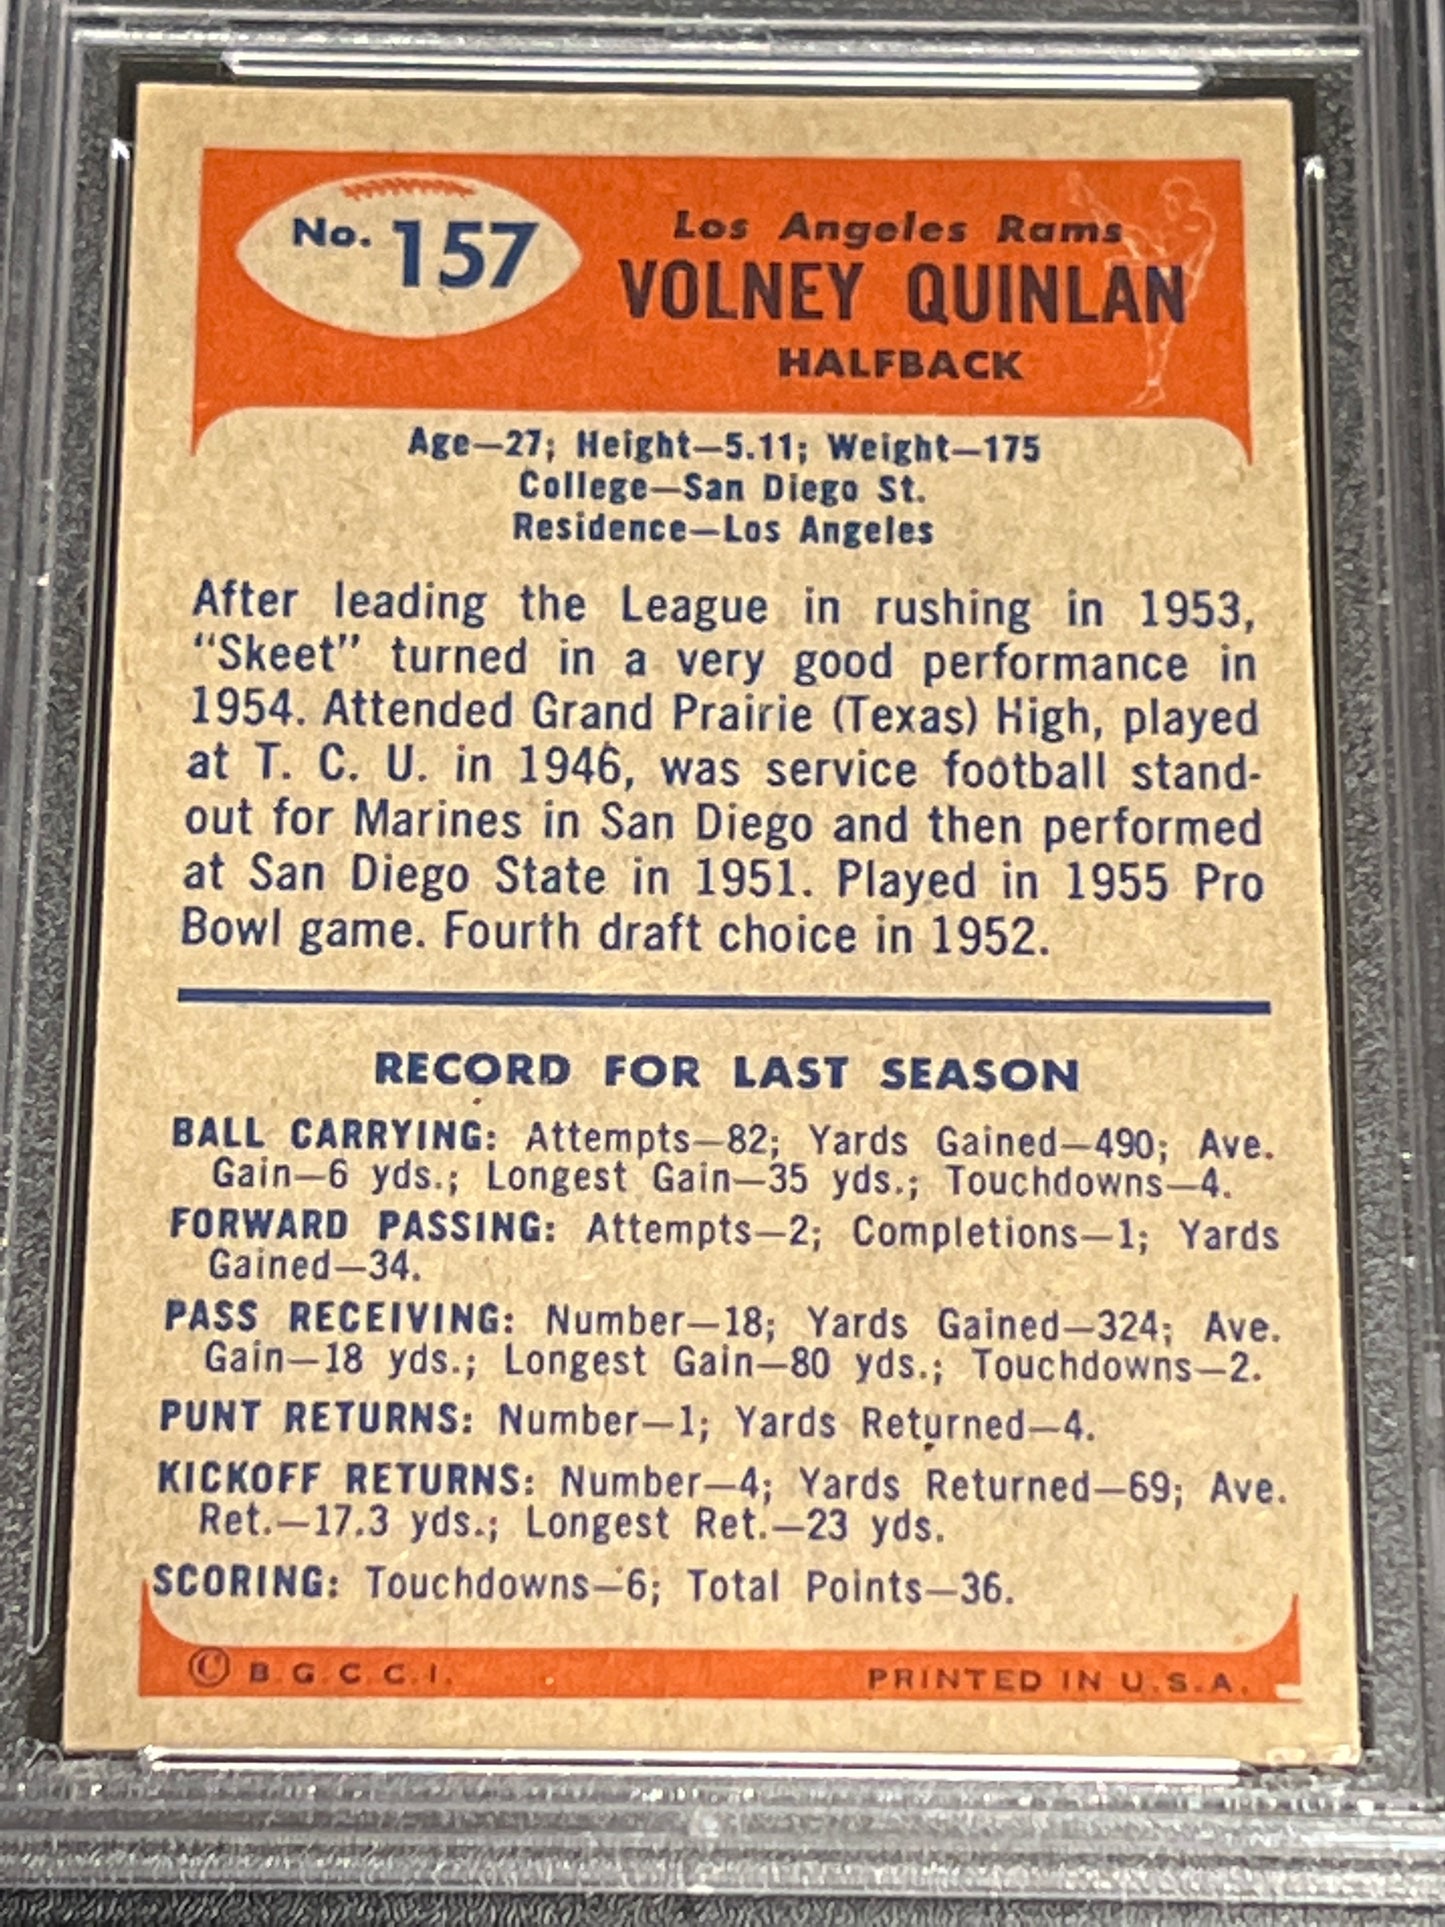 No. 157
Los Angeles Rams
VOLNEY QUINLAN
HALFBACK
Age—27; Height—5.11; Weight—175
College—San Diego St.
Residence—Los Angeles
After leading the League in rushing in 1953,
"Skeet" turned in a very good performance in
1954. Attended Grand Prairie (Texas) High, played
at T. C. U. in 1946, was service football stand-
out for Marines in San Diego and then performed
at San Diego State in 1951. Played in 1955 Pro
Bowl game. Fourth draft choice in 1952.
RECORD FOR LAST SEASON
BALL CARRYING: Attempts—82; Yards Gained—490; Ave.
Gain—6 yds.; Longest Gain—35 yds.; Touchdowns—4.
FORWARD PASSING: Attempts—2; Completions—1; Yards
Gained—34.
PASS RECEIVING: Number—18; Yards Gained—324; Ave.
Gain—18 yds.; Longest Gain—80 yds.; Touchdowns—2.
PUNT RETURNS: Number—1; Yards Returned—4.
KICKOFF RETURNS: Number—4; Yards Returned—69; Ave.
Ret.—17.3 yds.; Longest Ret.—23 yds.
SCORING: Touchdowns—6; Total Points—36.
© B. G. C. C. I. PRINTED IN U.S.A.